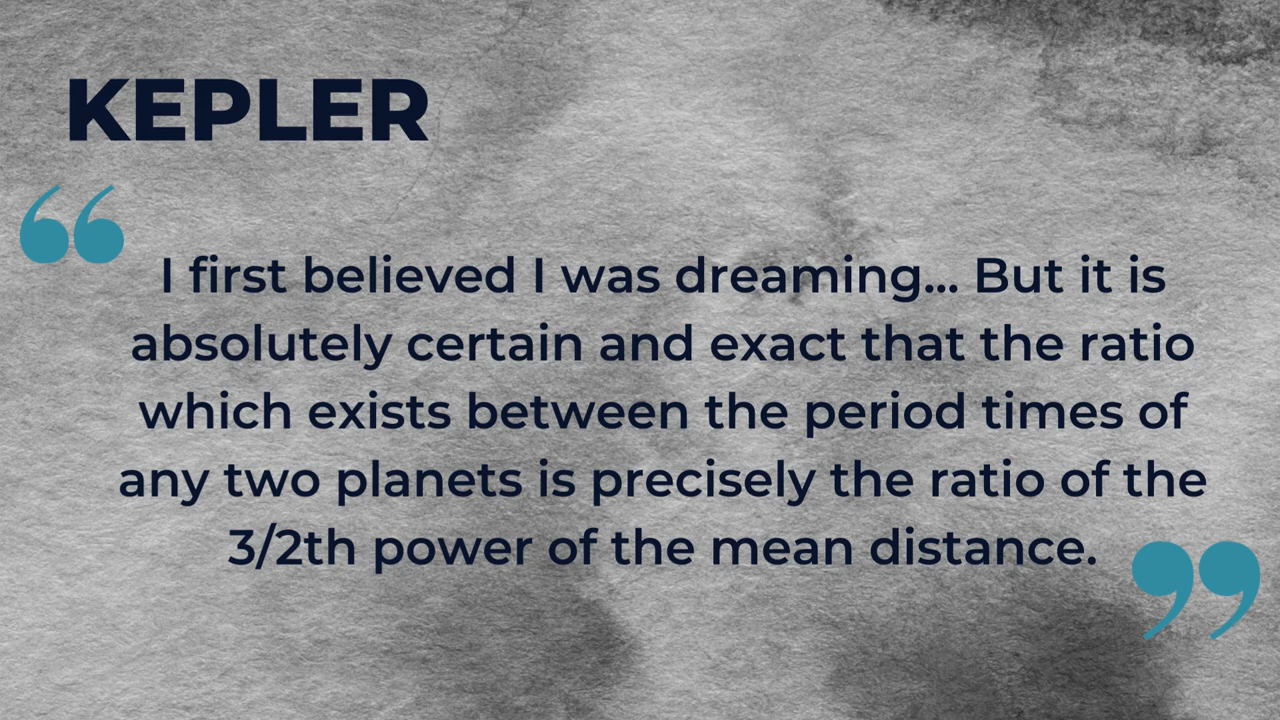 KEPLER
“
I first believed I was dreaming... But it is
absolutely certain and exact that the ratio
which exists between the period times of
any two planets is precisely the ratio of the
3/2th power of the mean distance.
”